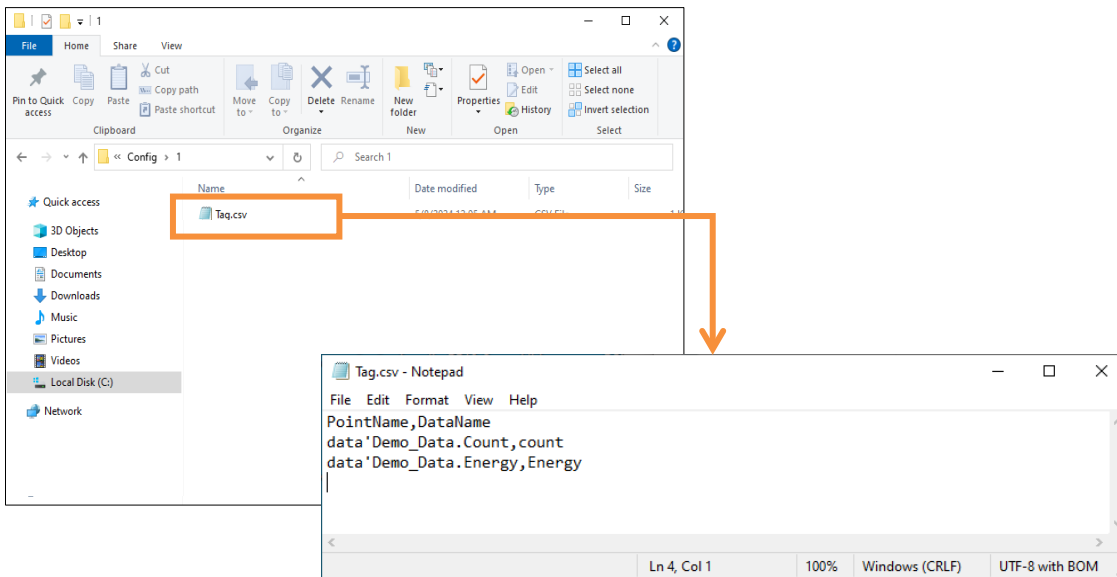 1
File Home Share View
Pin to Quick access
Copy
Paste
Cut
Copy path
Paste shortcut
Clipboard
Move to
Copy to
Delete
Rename
Organize
New folder
New
Properties
Open
Edit
History
Open
Select all
Select none
Invert selection
Select
« Config › 1
Search 1
Name Date modified Type Size
Quick access
Tag.csv
3D Objects
Desktop
Documents
Downloads
Music
Pictures
Videos
Local Disk (C:)
Network
Tag.csv - Notepad
File Edit Format View Help
PointName,DataName
data'Demo_Data.Count,count
data'Demo_Data.Energy,Energy
Ln 4, Col 1 100% Windows (CRLF) UTF-8 with BOM